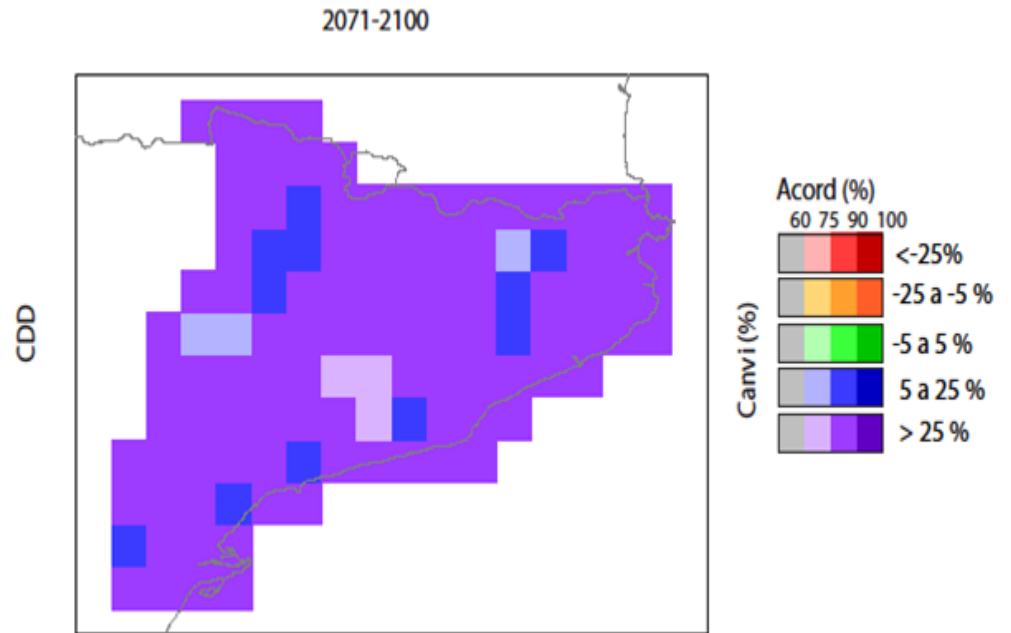 2071-2100
CDD
Acord (%)
60 75 90 100
<-25%
-25 a -5 %
-5 a 5 %
5 a 25 %
> 25 %
Canvi (%)